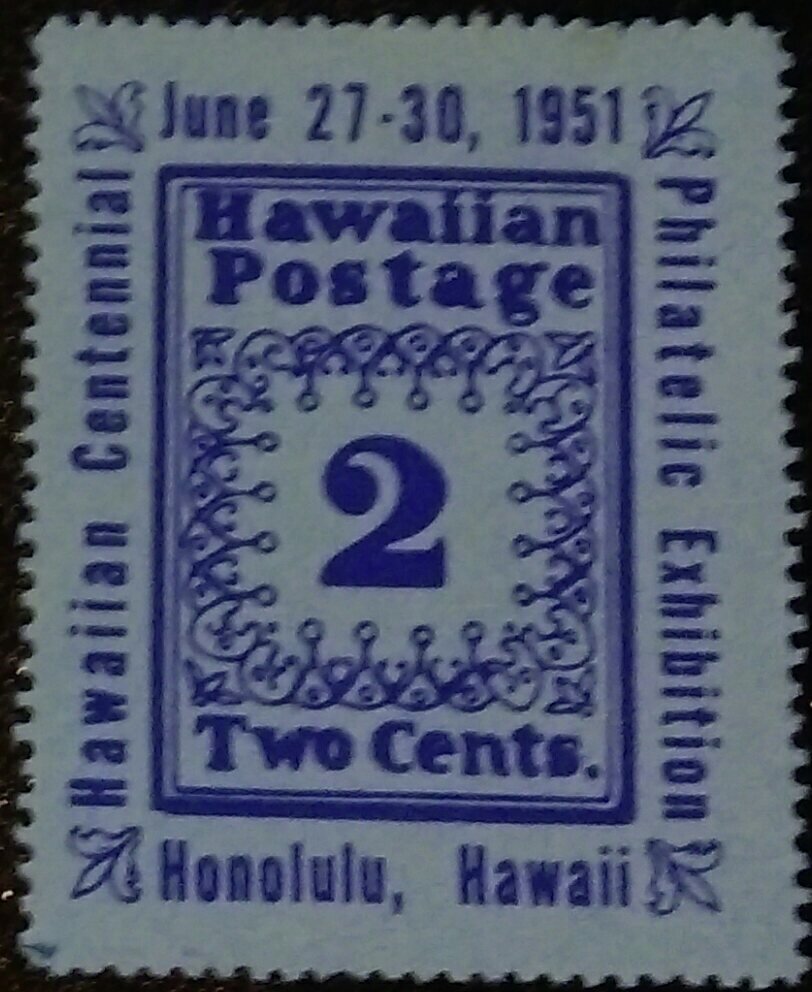 June 27-30, 1951
Hawaiian Centennial
Philatelic Exhibition
Hawaiian
Postage
2
Two Cents.
Honolulu, Hawaii